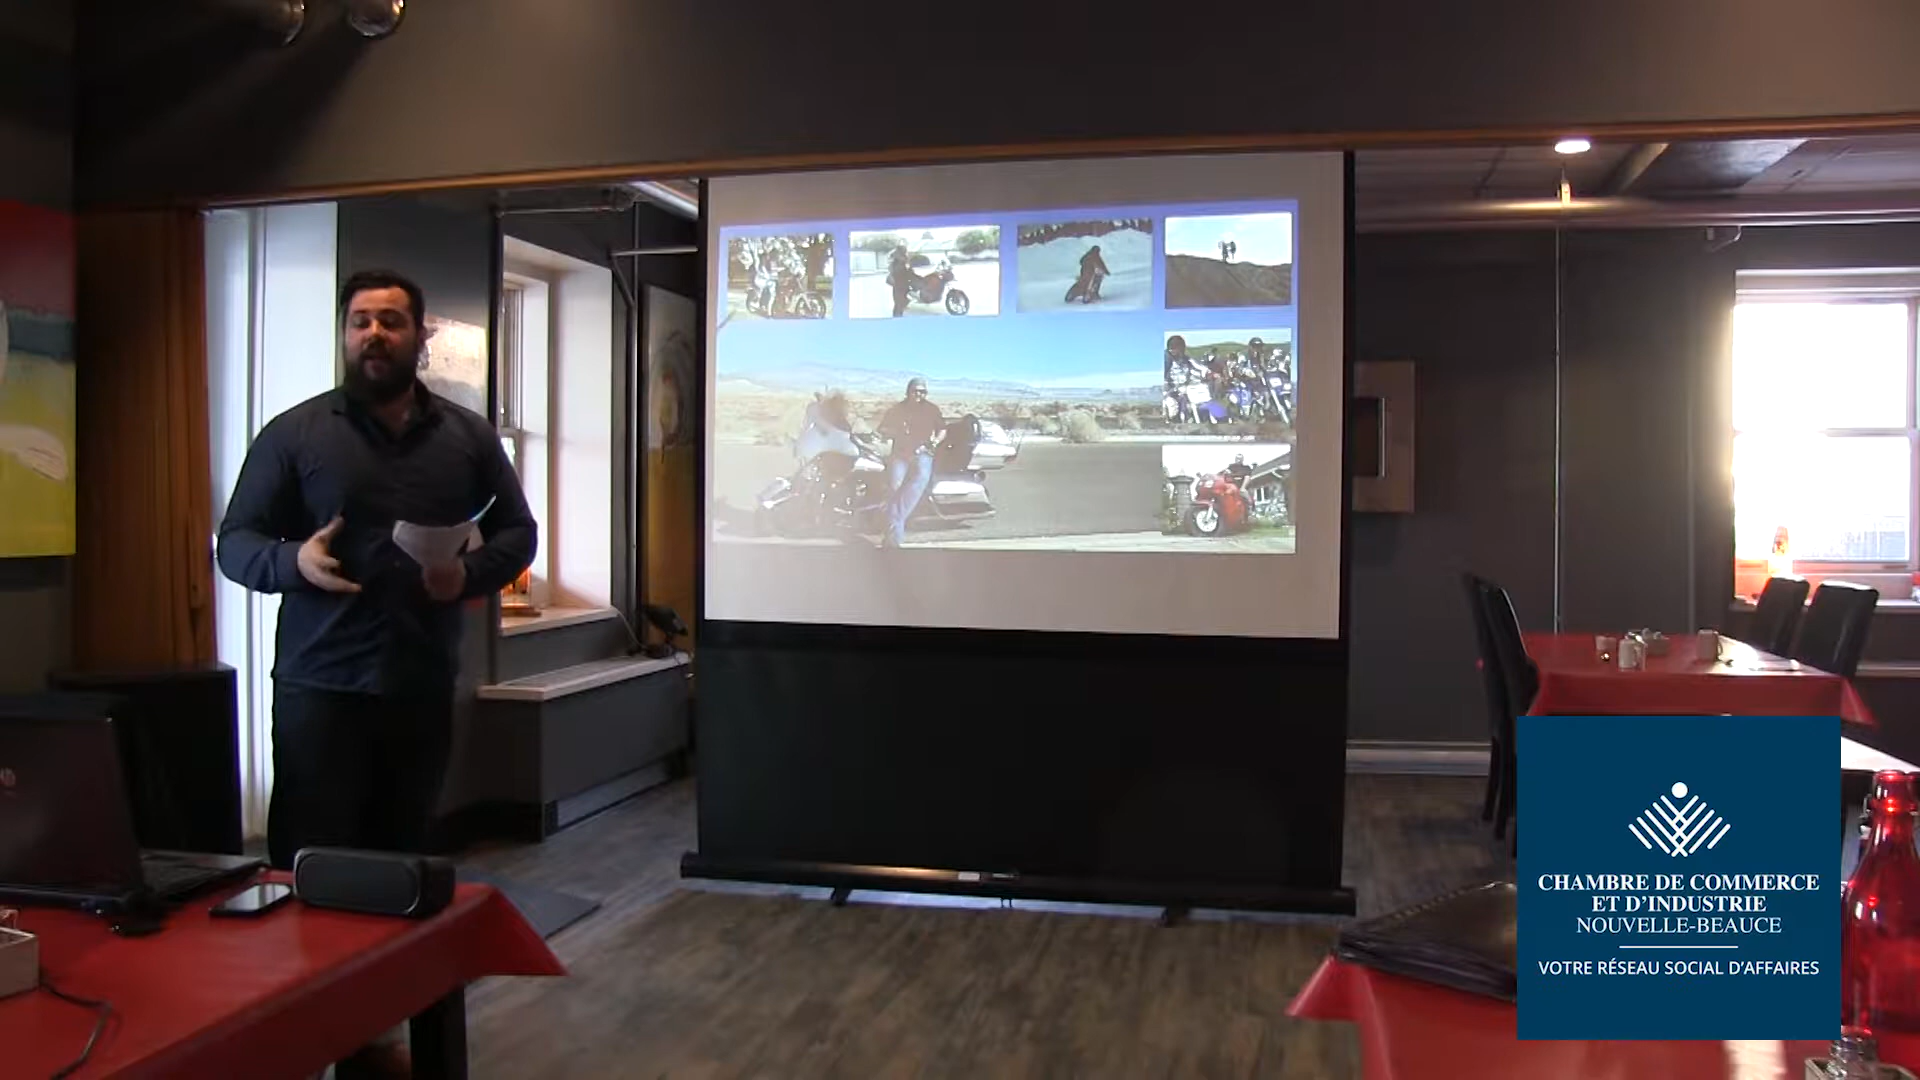 CHAMBRE DE COMMERCE
ET D'INDUSTRIE
NOUVELLE-BEAUCE
VOTRE RÉSEAU SOCIAL D'AFFAIRES